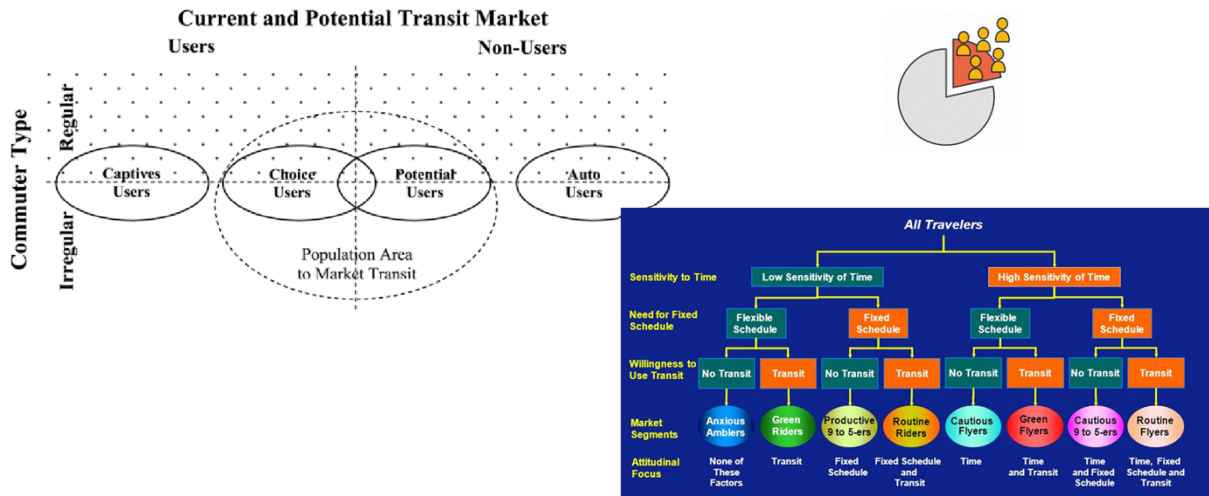 Current and Potential Transit Market
Users Non-Users
Commuter Type
Regular
Irregular
Captives
Users
Choice
Users
Potential
Users
Auto
Users
Population Area
to Market Transit
All Travelers
Sensitivity to Time
Low Sensitivity of Time High Sensitivity of Time
Need for Fixed
Schedule
Flexible
Schedule
Fixed
Schedule
Flexible
Schedule
Fixed
Schedule
Willingness to
Use Transit
No Transit Transit No Transit Transit No Transit Transit No Transit Transit
Market
Segments
Anxious
Amblers
Green
Riders
Productive
9 to 5-ers
Routine
Riders
Cautious
Flyers
Green
Flyers
Cautious
9 to 5-ers
Routine
Flyers
Attitudinal
Focus
None of
These
Factors
Transit
Fixed
Schedule
Fixed Schedule
and
Transit
Time
Time
and Transit
Time
and Fixed
Schedule
Time, Fixed
Schedule and
Transit